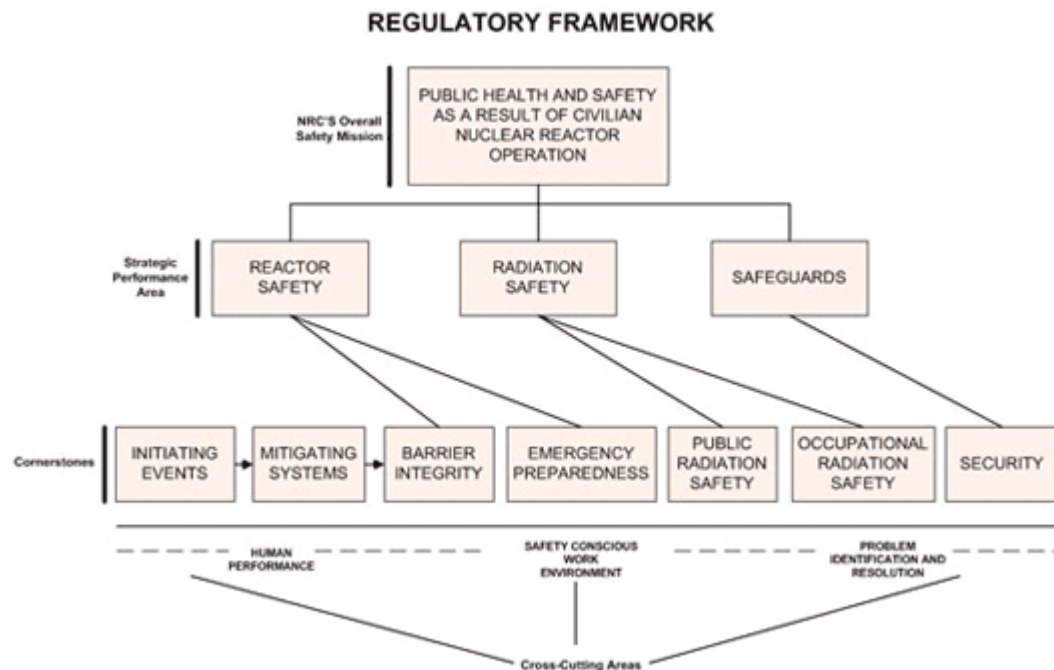 REGULATORY FRAMEWORK
NRC'S Overall
Safety Mission
PUBLIC HEALTH AND SAFETY
AS A RESULT OF CIVILIAN
NUCLEAR REACTOR
OPERATION
Strategic
Performance
Area
REACTOR
SAFETY
RADIATION
SAFETY
SAFEGUARDS
Cornerstones
INITIATING
EVENTS
MITIGATING
SYSTEMS
BARRIER
INTEGRITY
EMERGENCY
PREPAREDNESS
PUBLIC
RADIATION
SAFETY
OCCUPATIONAL
RADIATION
SAFETY
SECURITY
HUMAN
PERFORMANCE
SAFETY CONSCIOUS
WORK
ENVIRONMENT
PROBLEM
IDENTIFICATION AND
RESOLUTION
Cross-Cutting Areas